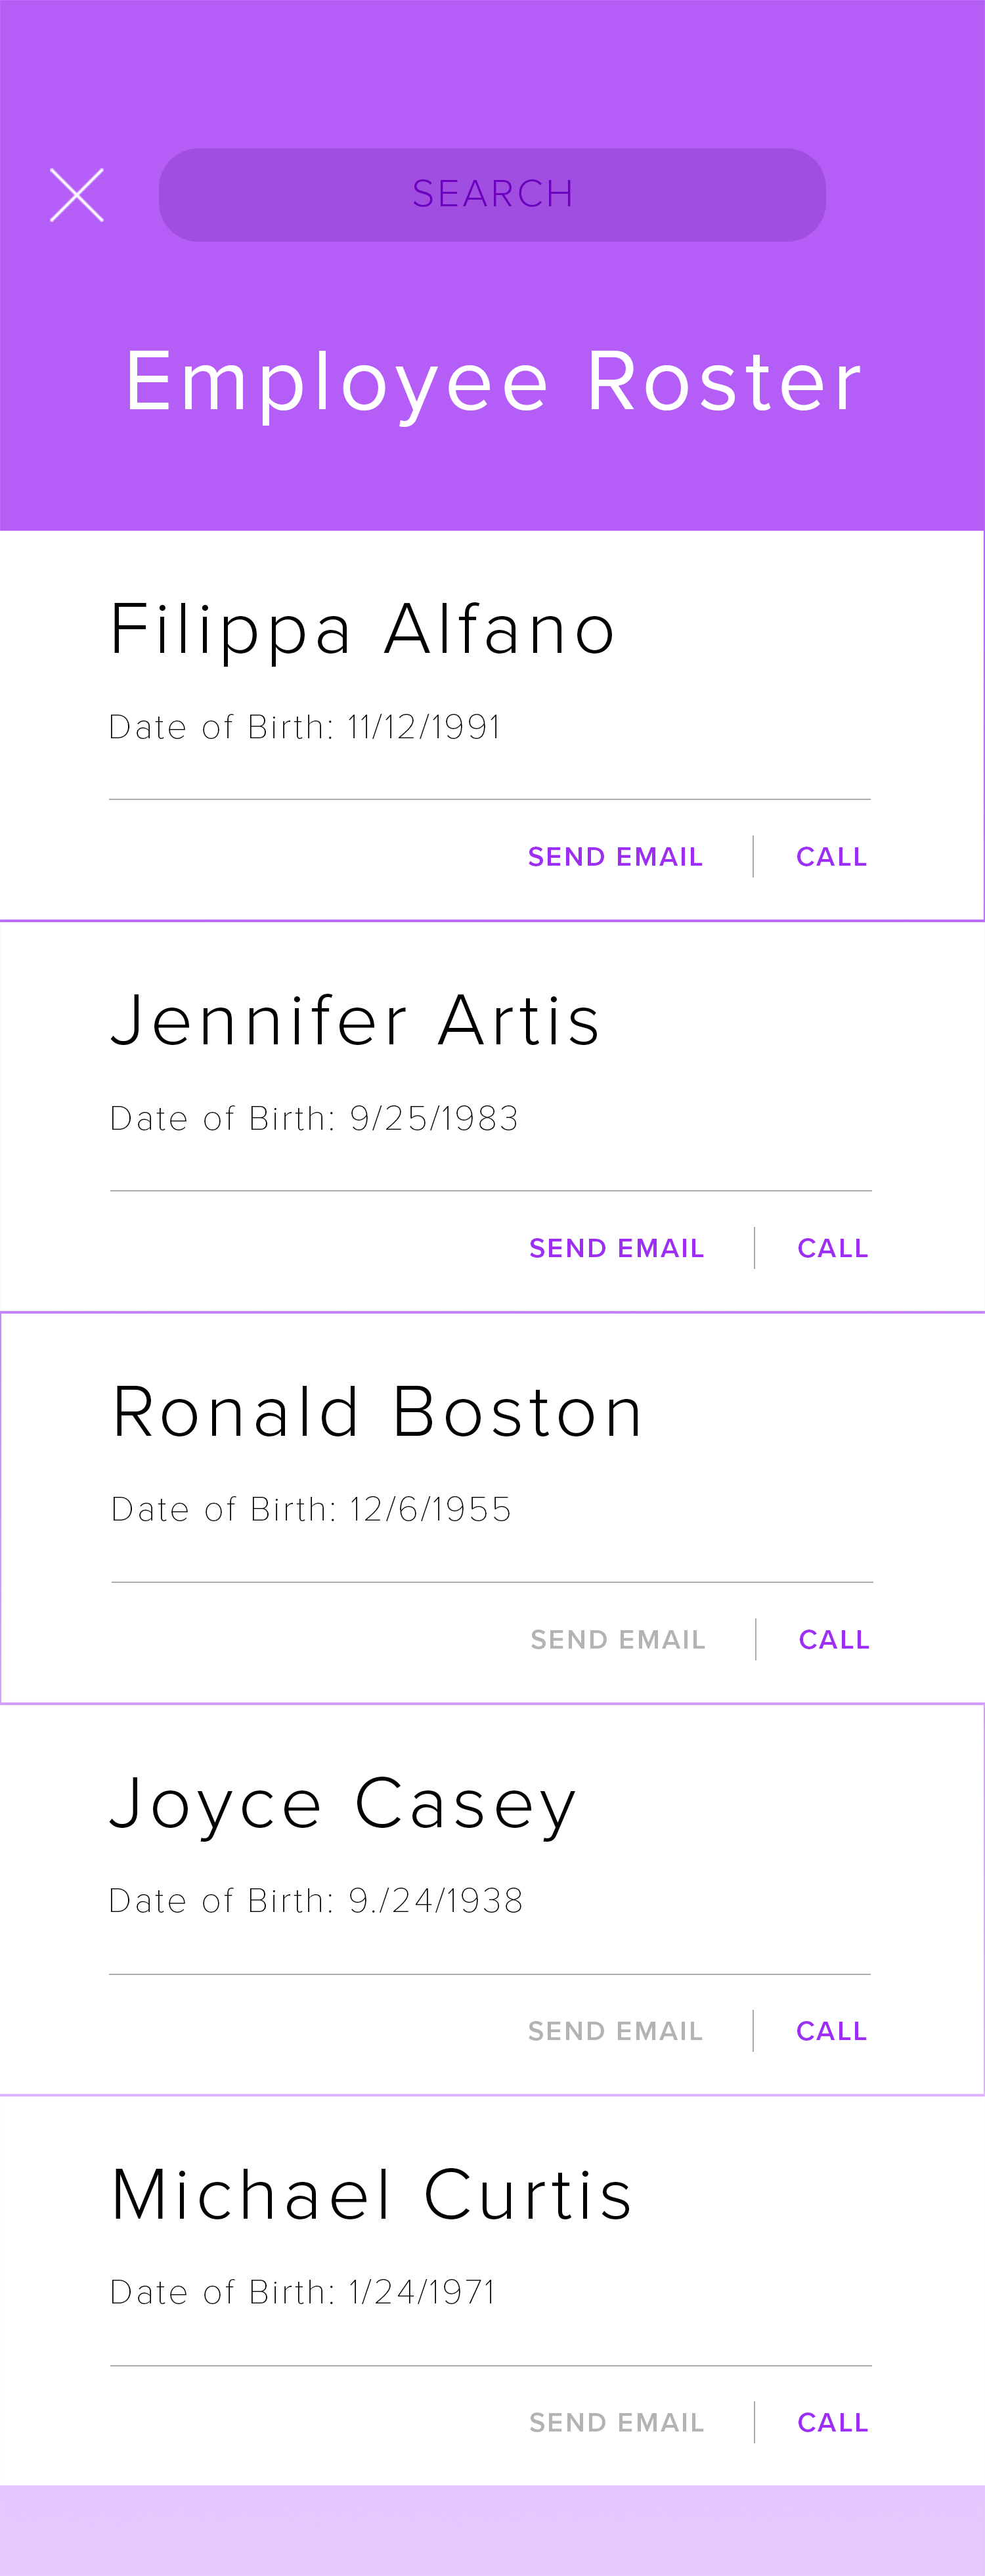 SEARCH
Employee Roster
Filippa Alfano
Date of Birth: 11/12/1991
SEND EMAIL CALL
Jennifer Artis
Date of Birth: 9/25/1983
SEND EMAIL CALL
Ronald Boston
Date of Birth: 12/6/1955
SEND EMAIL CALL
Joyce Casey
Date of Birth: 9./24/1938
SEND EMAIL CALL
Michael Curtis
Date of Birth: 1/24/1971
SEND EMAIL CALL